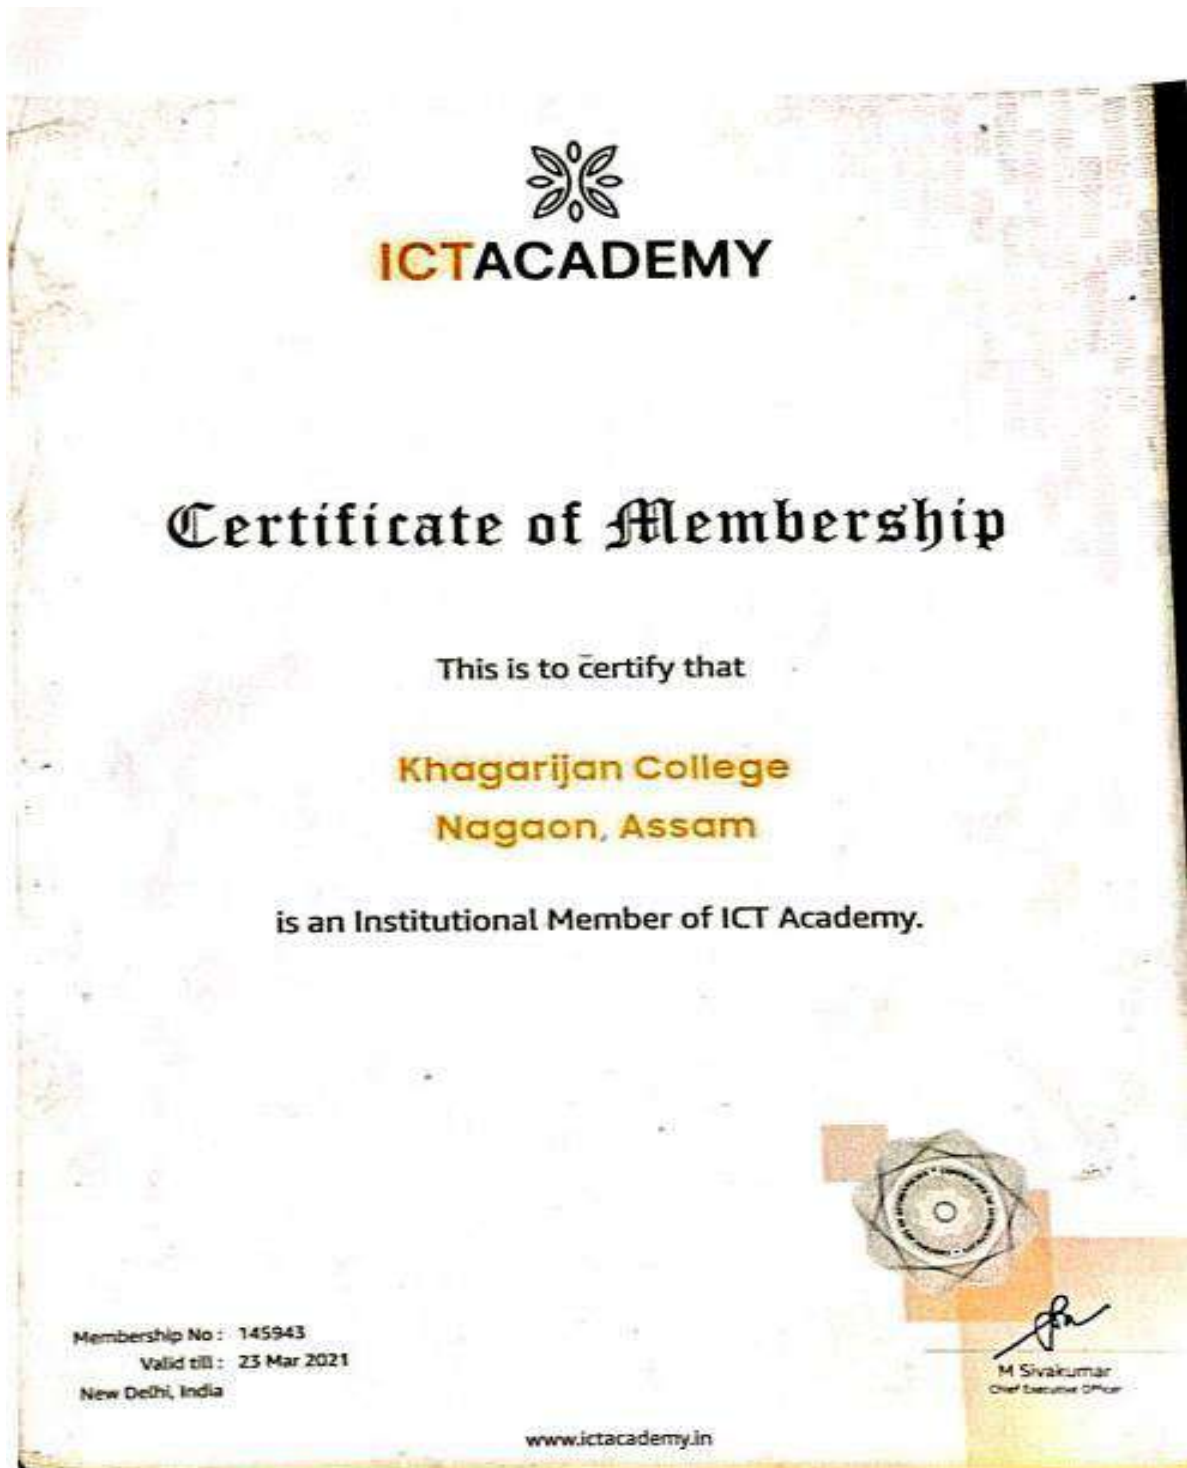 ICTACADEMY
Certificate of Membership
This is to certify that
Khagarijan College
Nagaon, Assam
is an Institutional Member of ICT Academy.
Membership No : 145943
Valid till : 23 Mar 2021
New Delhi, India
M Sivakumar
Chief Executive Officer
www.ictacademy.in